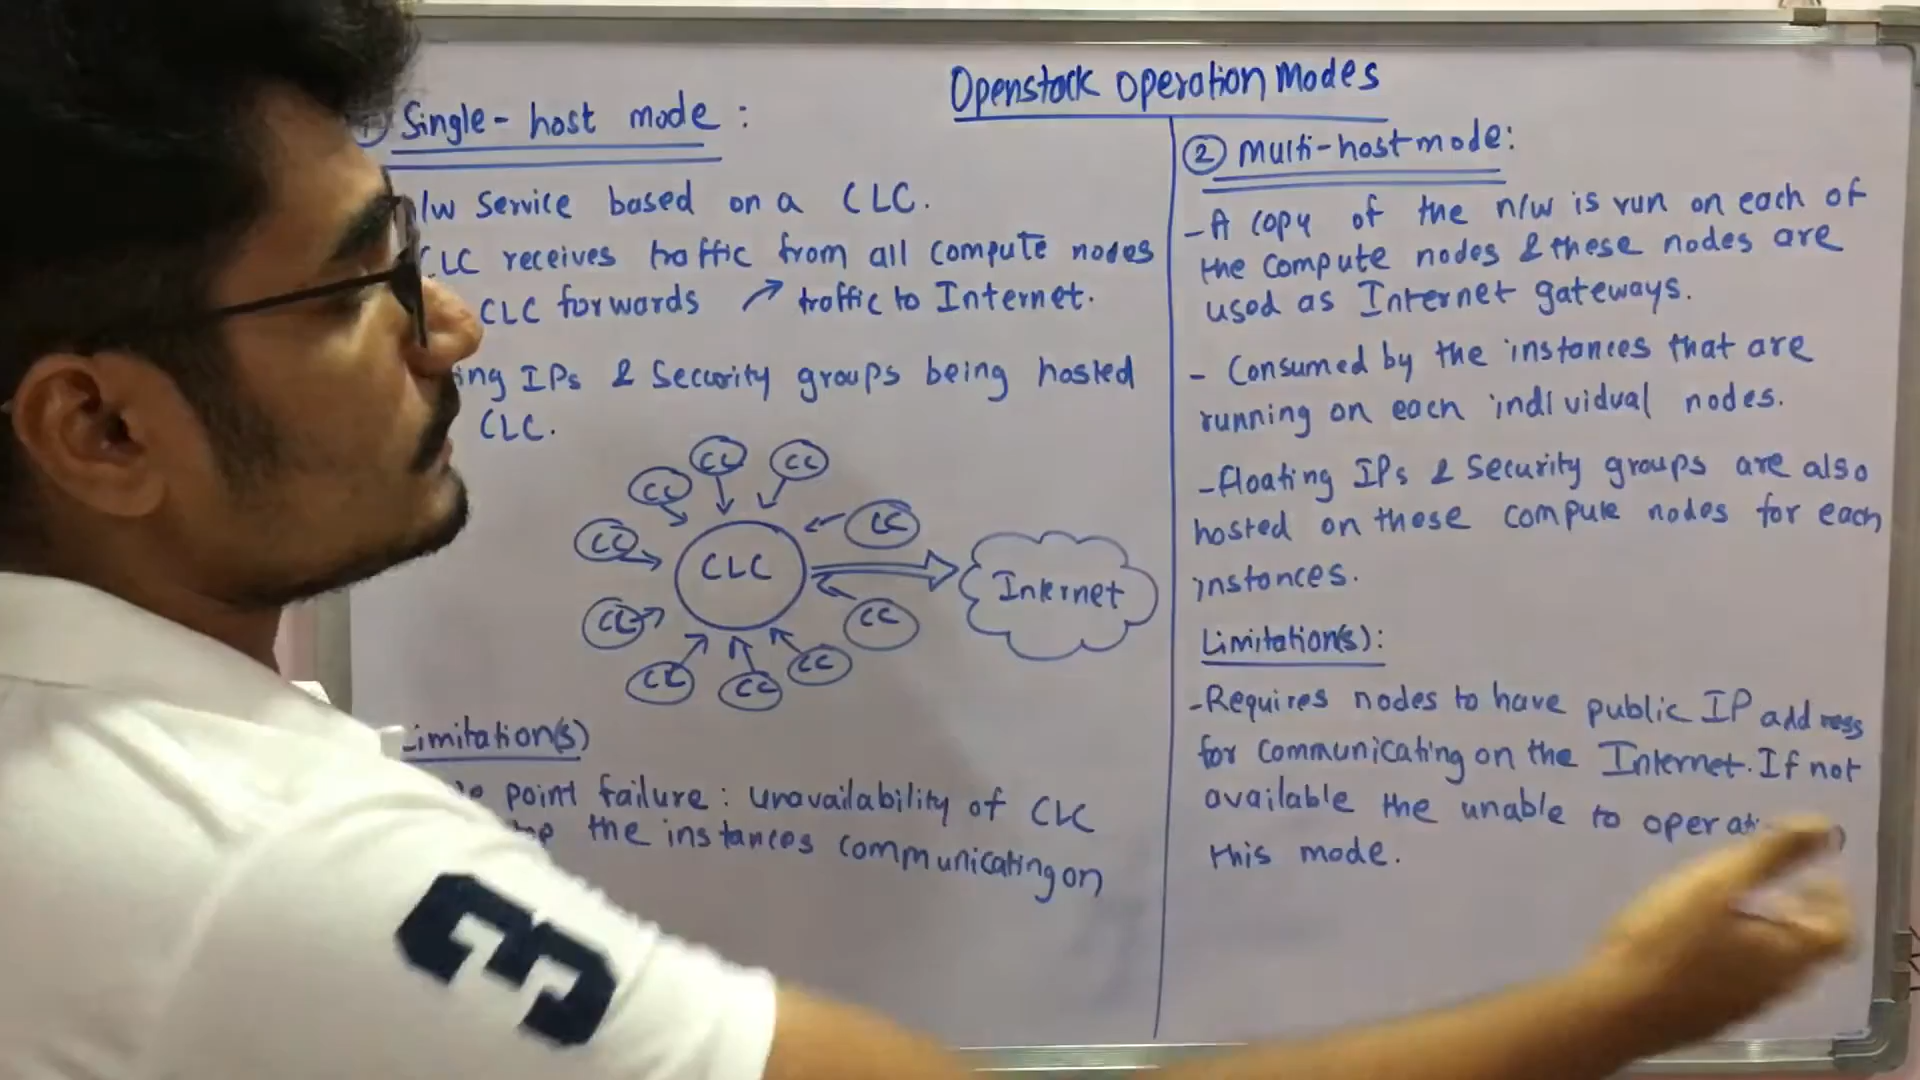 Openstack Operation Modes
Single-host mode :
n/w Service based on a CLC.
CLC receives traffic from all compute nodes
CLC forwards ↗ traffic to Internet.
IPs & Security groups being hosted
CLC.
CC
CC
CC
CC
CC
CLC
Internet
CC
CC
CC
CC
CC
Limitation(s)
point failure : unavailability of CLC
the instances communicating on
② Multi-host mode:
- A copy of the n/w is run on each of
the compute nodes & these nodes are
used as Internet gateways.
- Consumed by the instances that are
running on each individual nodes.
- Floating IPs & Security groups are also
hosted on these compute nodes for each
instances.
Limitation(s):
- Requires nodes to have public IP address
for communicating on the Internet. If not
available the unable to
this mode.
3